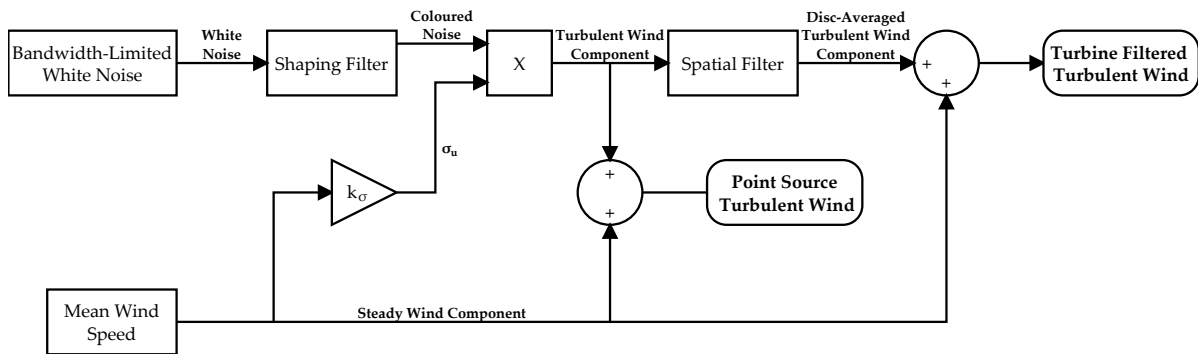 Bandwidth-Limited
White Noise
White
Noise
Shaping Filter
Coloured
Noise
X
Turbulent Wind
Component
Spatial Filter
Disc-Averaged
Turbulent Wind
Component
+
+
Turbine Filtered
Turbulent Wind
σu
kσ
+
+
Point Source
Turbulent Wind
Mean Wind
Speed
Steady Wind Component